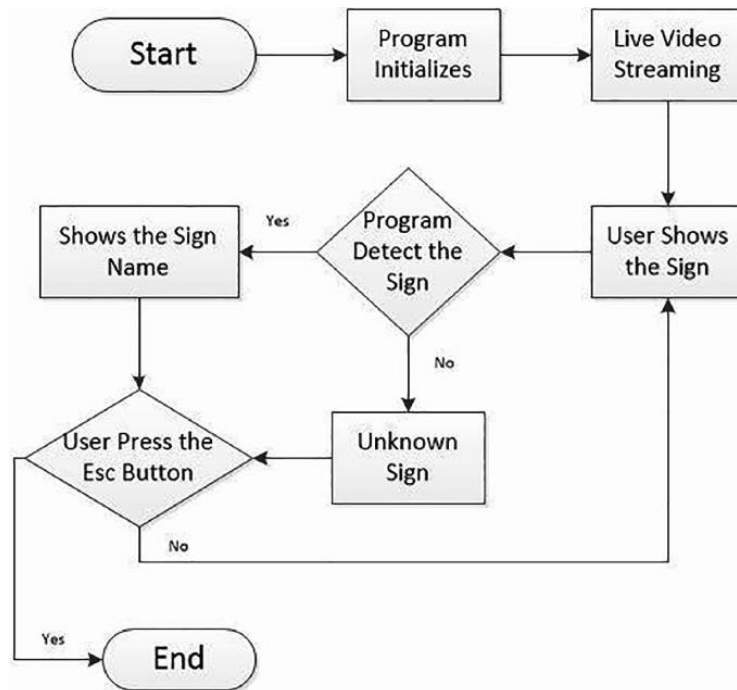 Start
Program
Initializes
Live Video
Streaming
User Shows
the Sign
Program
Detect the
Sign
Yes
Shows the Sign
Name
No
Unknown
Sign
User Press the
Esc Button
No
Yes
End